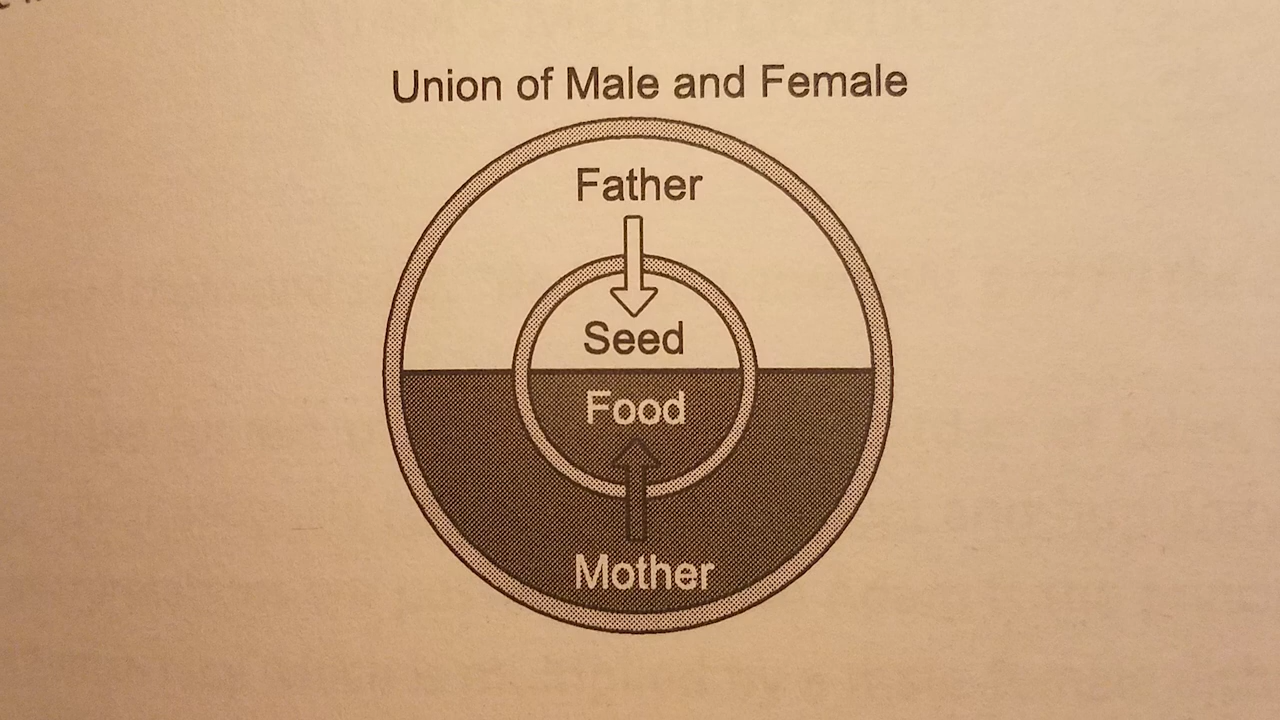 Union of Male and Female
Father
Seed
Food
Mother